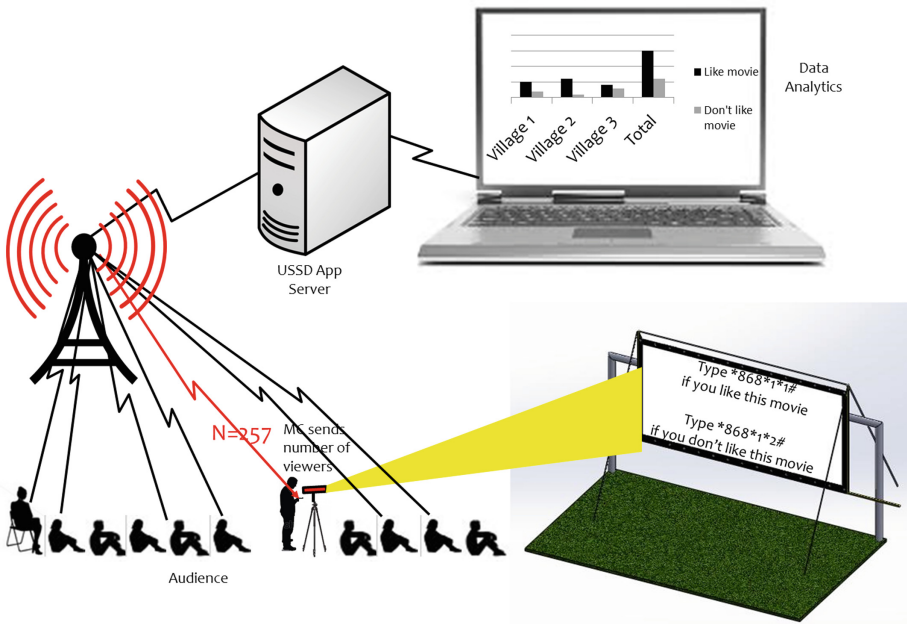 Like movie
Don't like
movie
Village 1
Village 2
Village 3
Total
Data
Analytics
USSD App
Server
N=257
MC sends
number of
viewers
Type *868*1*1#
if you like this movie
Type *868*1*2#
if you don't like this movie
Audience